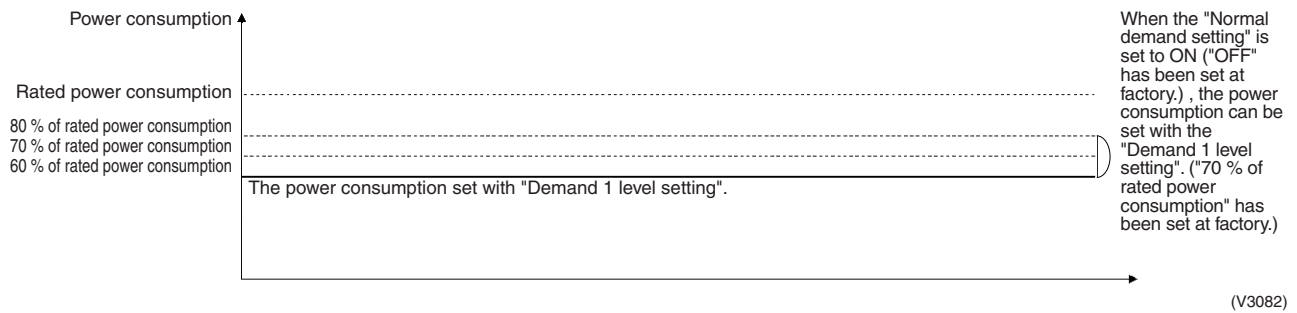 Power consumption
Rated power consumption
80 % of rated power consumption
70 % of rated power consumption
60 % of rated power consumption
The power consumption set with "Demand 1 level setting".
When the "Normal
demand setting" is
set to ON ("OFF"
has been set at
factory.) , the power
consumption can be
set with the
"Demand 1 level
setting". ("70 % of
rated power
consumption" has
been set at factory.)
(V3082)